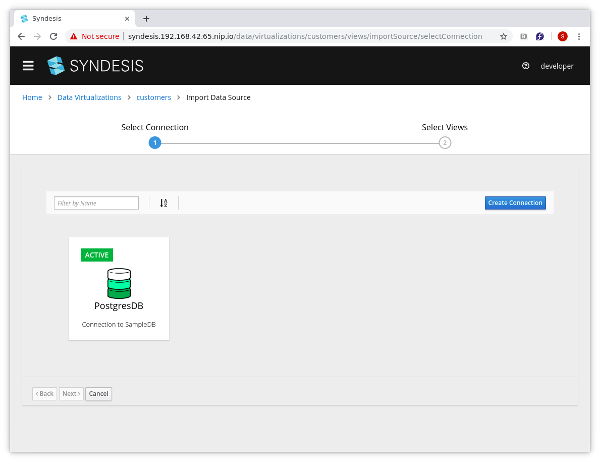 Syndesis
Not secure | syndesis.192.168.42.65.nip.io/data/virtualizations/customers/views/importSource/selectConnection
S
SYNDESIS
developer
Home > Data Virtualizations > customers > Import Data Source
Select Connection
Select Views
1
2
Filter by Name
Create Connection
ACTIVE
PostgresDB
Connection to SampleDB
< Back
Next >
Cancel